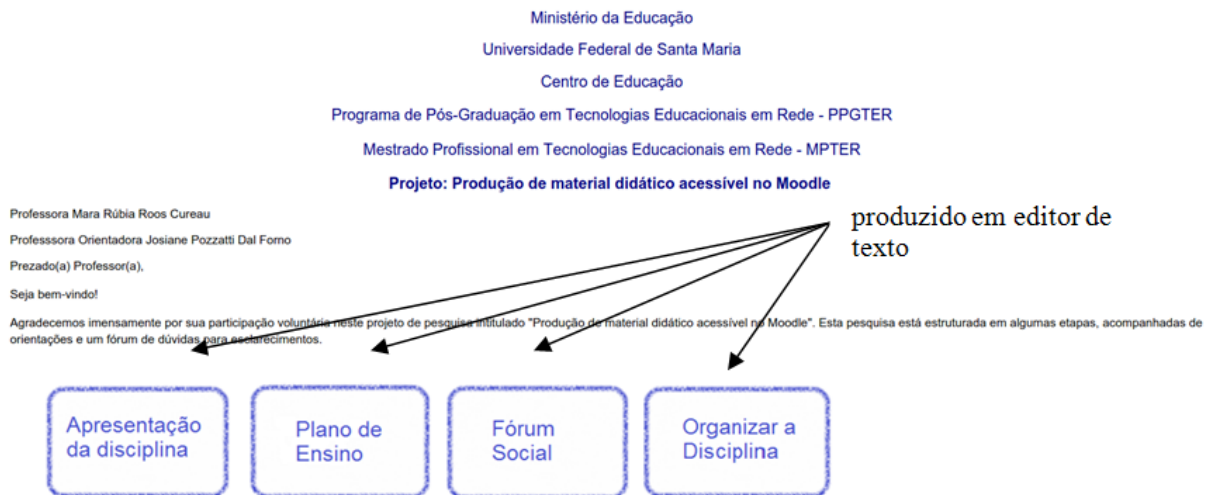 Ministério da Educação
Universidade Federal de Santa Maria
Centro de Educação
Programa de Pós-Graduação em Tecnologias Educacionais em Rede - PPGTER
Mestrado Profissional em Tecnologias Educacionais em Rede - MPTER
Projeto: Produção de material didático acessível no Moodle
Professora Mara Rúbia Roos Cureau
Professsora Orientadora Josiane Pozzatti Dal Forno
Prezado(a) Professor(a),
Seja bem-vindo!
Agradecemos imensamente por sua participação voluntária neste projeto de pesquisa intitulado "Produção de material didático acessível no Moodle". Esta pesquisa está estruturada em algumas etapas, acompanhadas de
orientações e um fórum de dúvidas para esclarecimentos.
produzido em editor de
texto
Apresentação
da disciplina
Plano de
Ensino
Fórum
Social
Organizar a
Disciplina